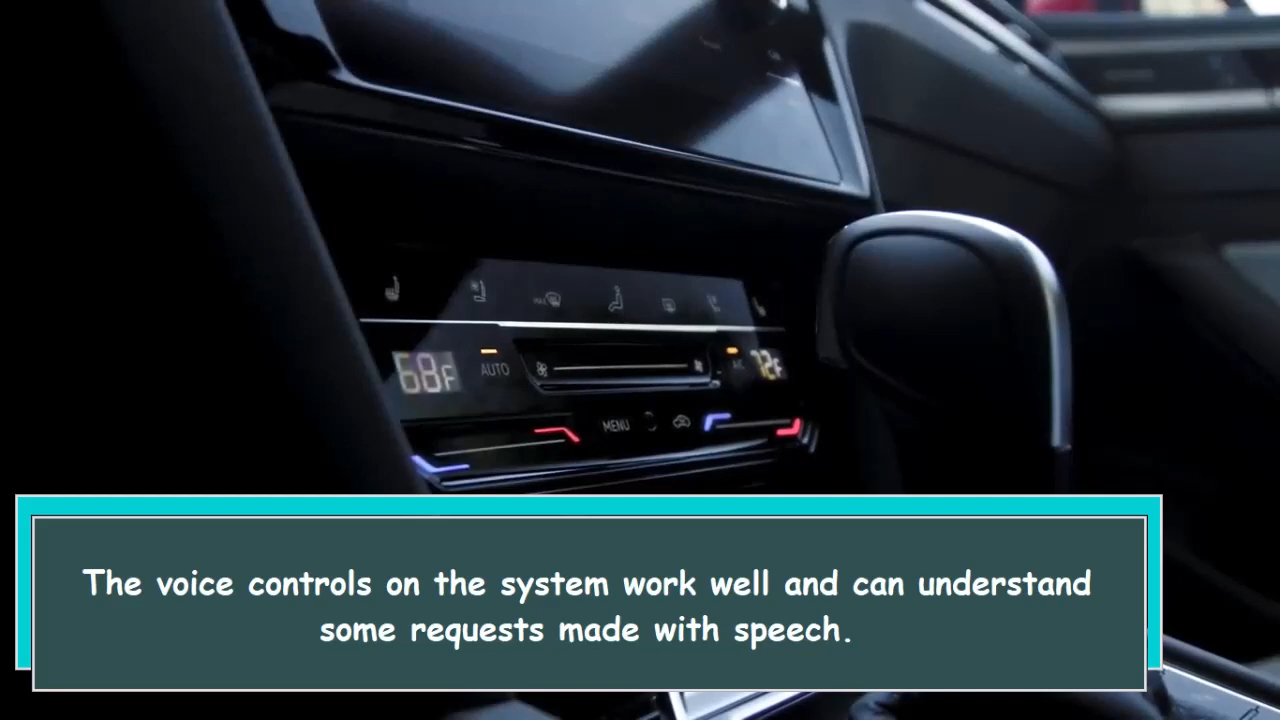 68F
AUTO
AC
72F
MENU
The voice controls on the system work well and can understand
some requests made with speech.